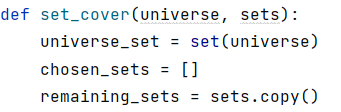 def set_cover(universe, sets):
    universe_set = set(universe)
    chosen_sets = []
    remaining_sets = sets.copy()